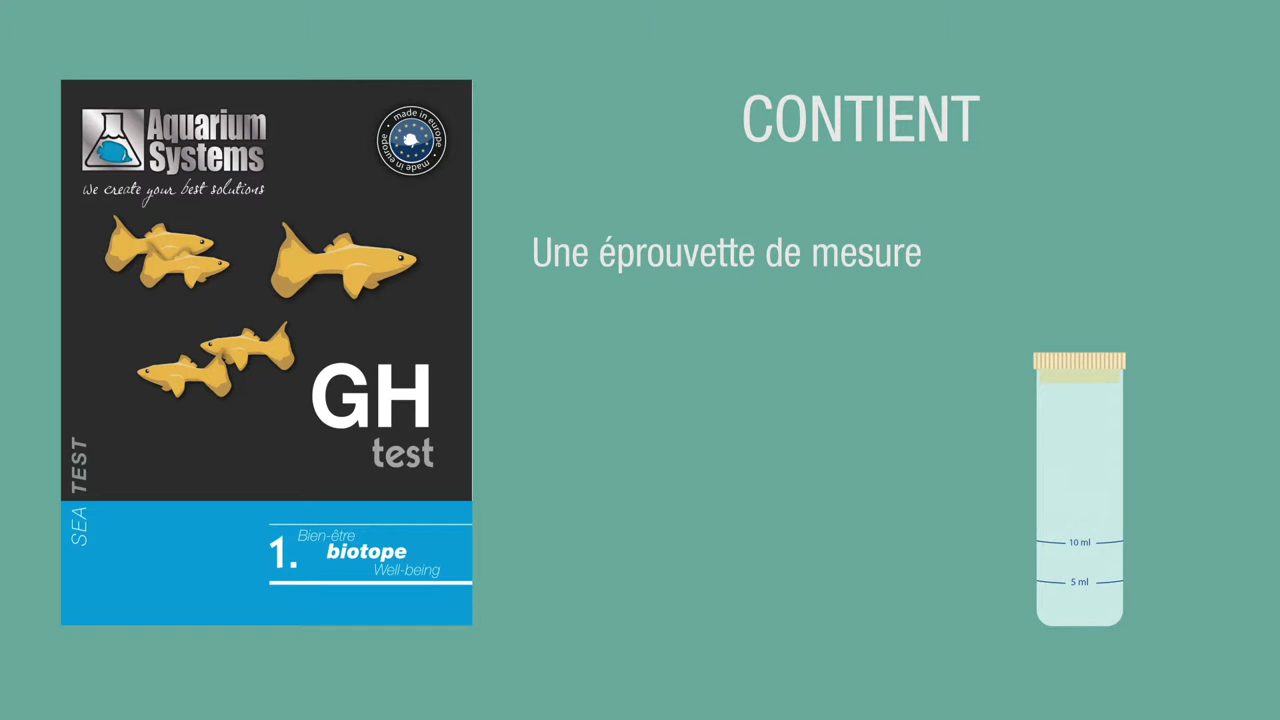 Aquarium
Systems
we create your best solutions
made in europe
made in europe
CONTIENT
Une éprouvette de mesure
GH
test
SEA TEST
1. Bien-être
biotope
Well-being
10 ml
5 ml